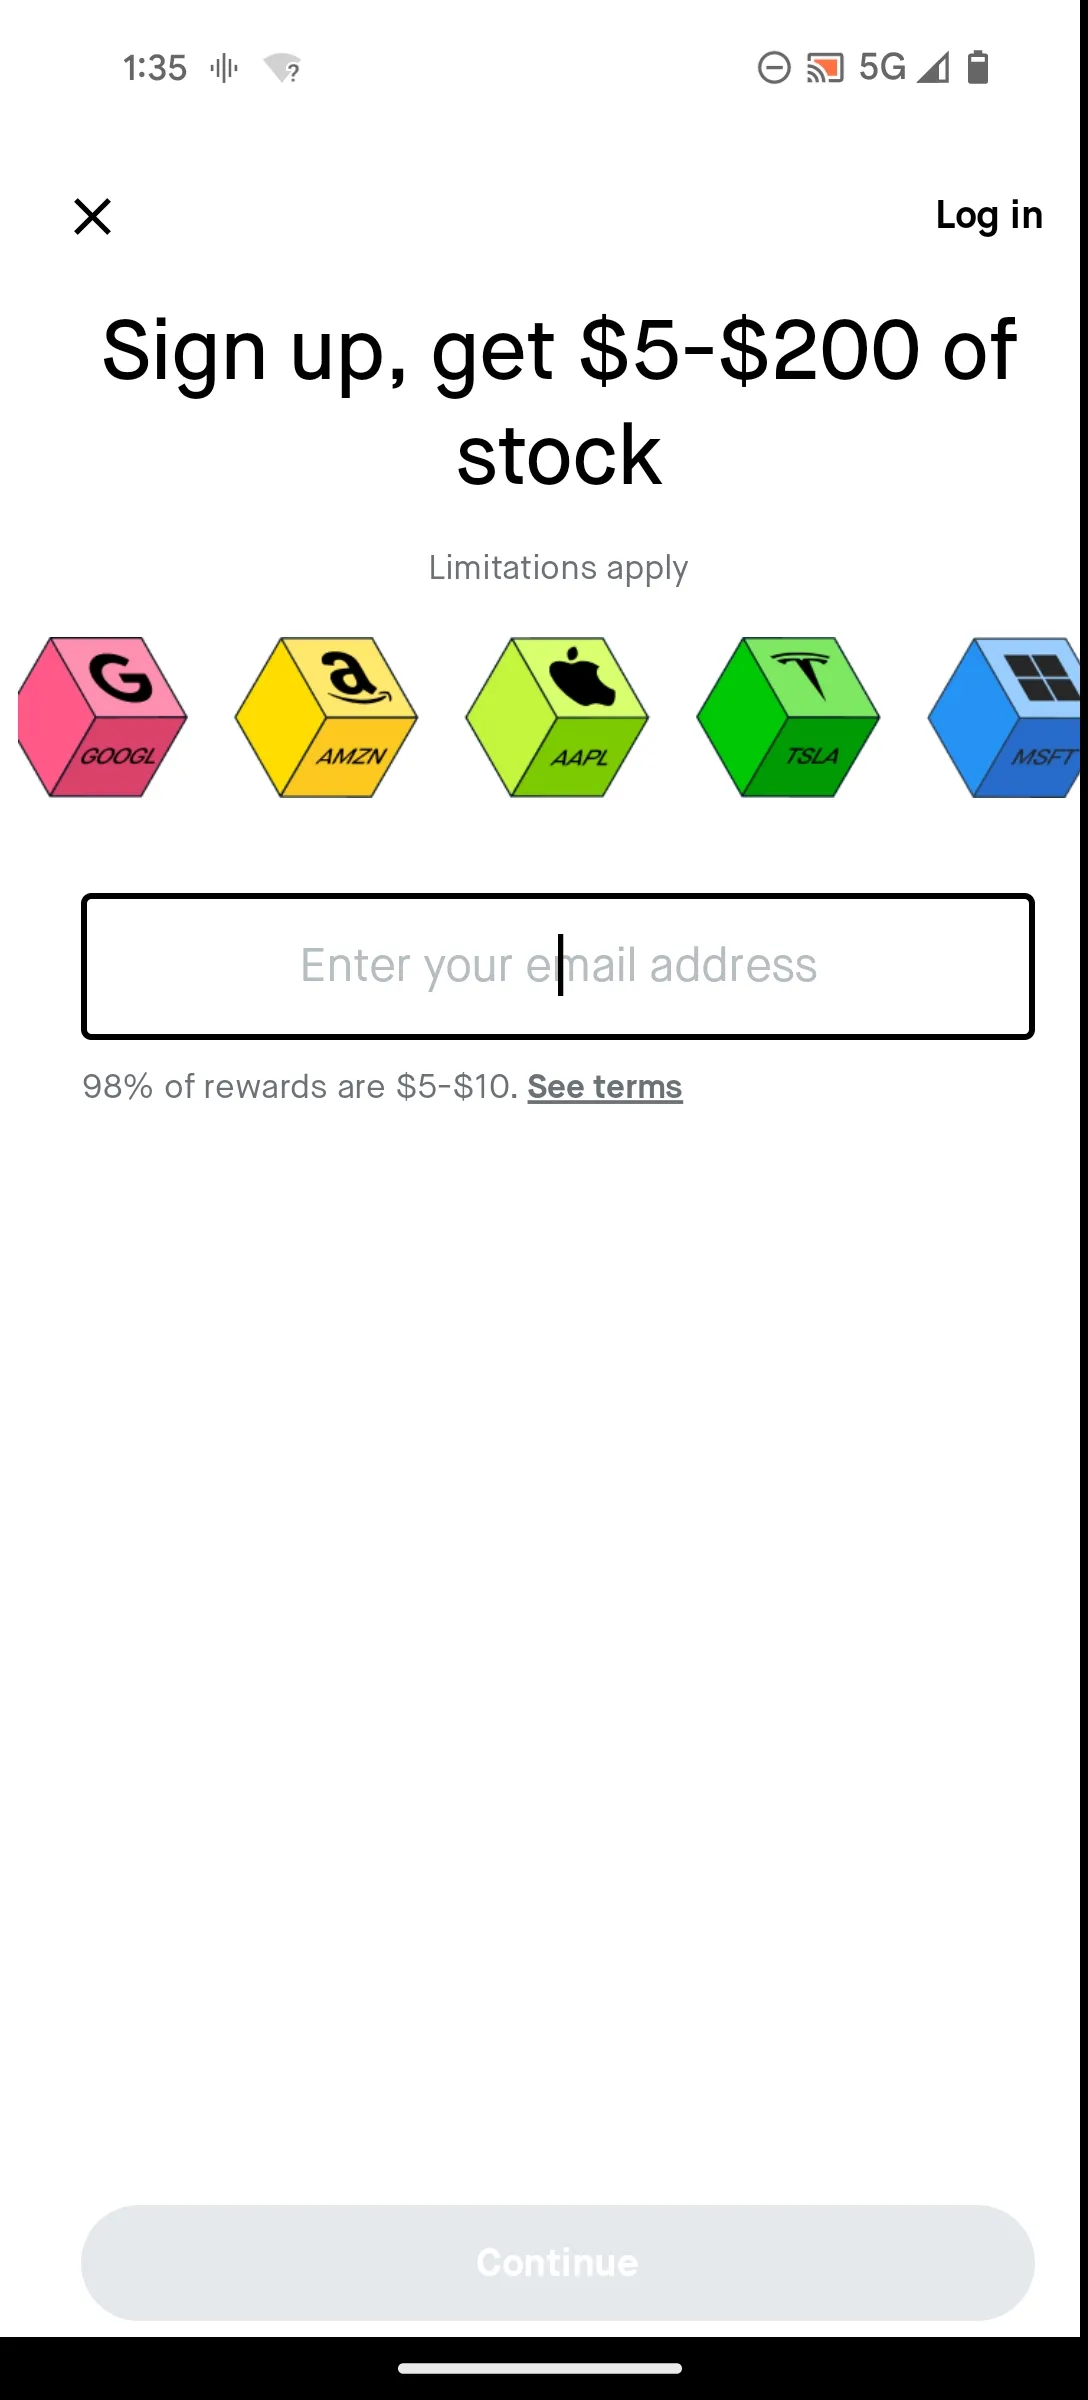 1:35
5G
Log in
Sign up, get $5-$200 of
stock
Limitations apply
GOOGL AMZN AAPL TSLA MSFT
Enter your email address
98% of rewards are $5-$10. See terms
Continue